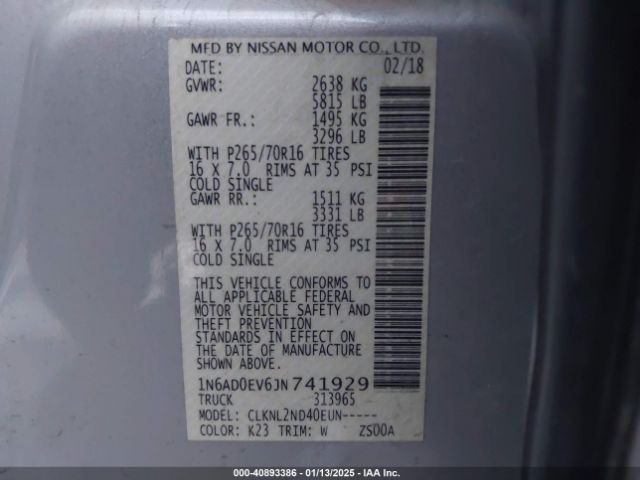 MFD BY NISSAN MOTOR CO., LTD.
DATE: 02/18
GVWR: 2638 KG
5815 LB
GAWR FR.: 1495 KG
3296 LB
WITH P265/70R16 TIRES
16 X 7.0 RIMS AT 35 PSI
COLD SINGLE
GAWR RR.: 1511 KG
3331 LB
WITH P265/70R16 TIRES
16 X 7.0 RIMS AT 35 PSI
COLD SINGLE
THIS VEHICLE CONFORMS TO
ALL APPLICABLE FEDERAL
MOTOR VEHICLE SAFETY AND
THEFT PREVENTION
STANDARDS IN EFFECT ON
THE DATE OF MANUFACTURE
SHOWN ABOVE.
1N6AD0EV6JN741929
TRUCK 313965
MODEL: CLKNL2ND40EUN-----
COLOR: K23 TRIM: W ZS00A
000-40893386 - 01/13/2025 - IAA, Inc.